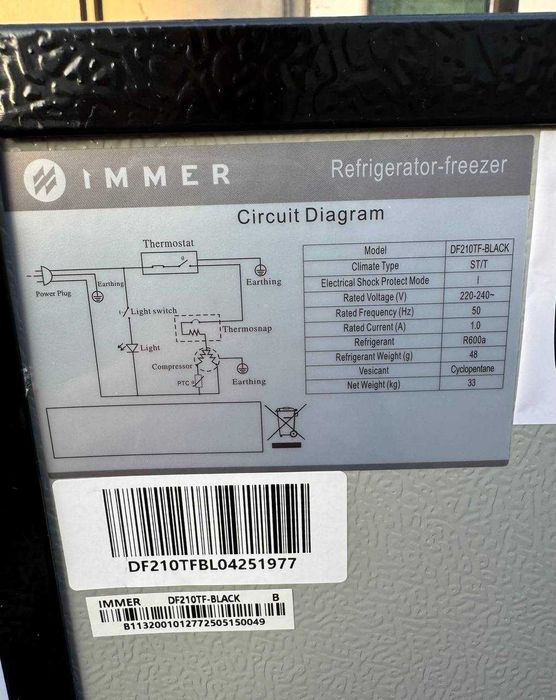 IMMER
Refrigerator-freezer
Circuit Diagram
Thermostat
Power Plug
Earthing
Earthing
Light switch
Thermosnap
Light
Compressor
PTC
Earthing
Model DF210TF-BLACK
Climate Type ST/T
Electrical Shock Protect Mode I
Rated Voltage (V) 220-240~
Rated Frequency (Hz) 50
Rated Current (A) 1.0
Refrigerant R600a
Refrigerant Weight (g) 48
Vesicant Cyclopentane
Net Weight (kg) 33
DF210TFBL04251977
IMMER DF210TF-BLACK B
B1132001012772505150049